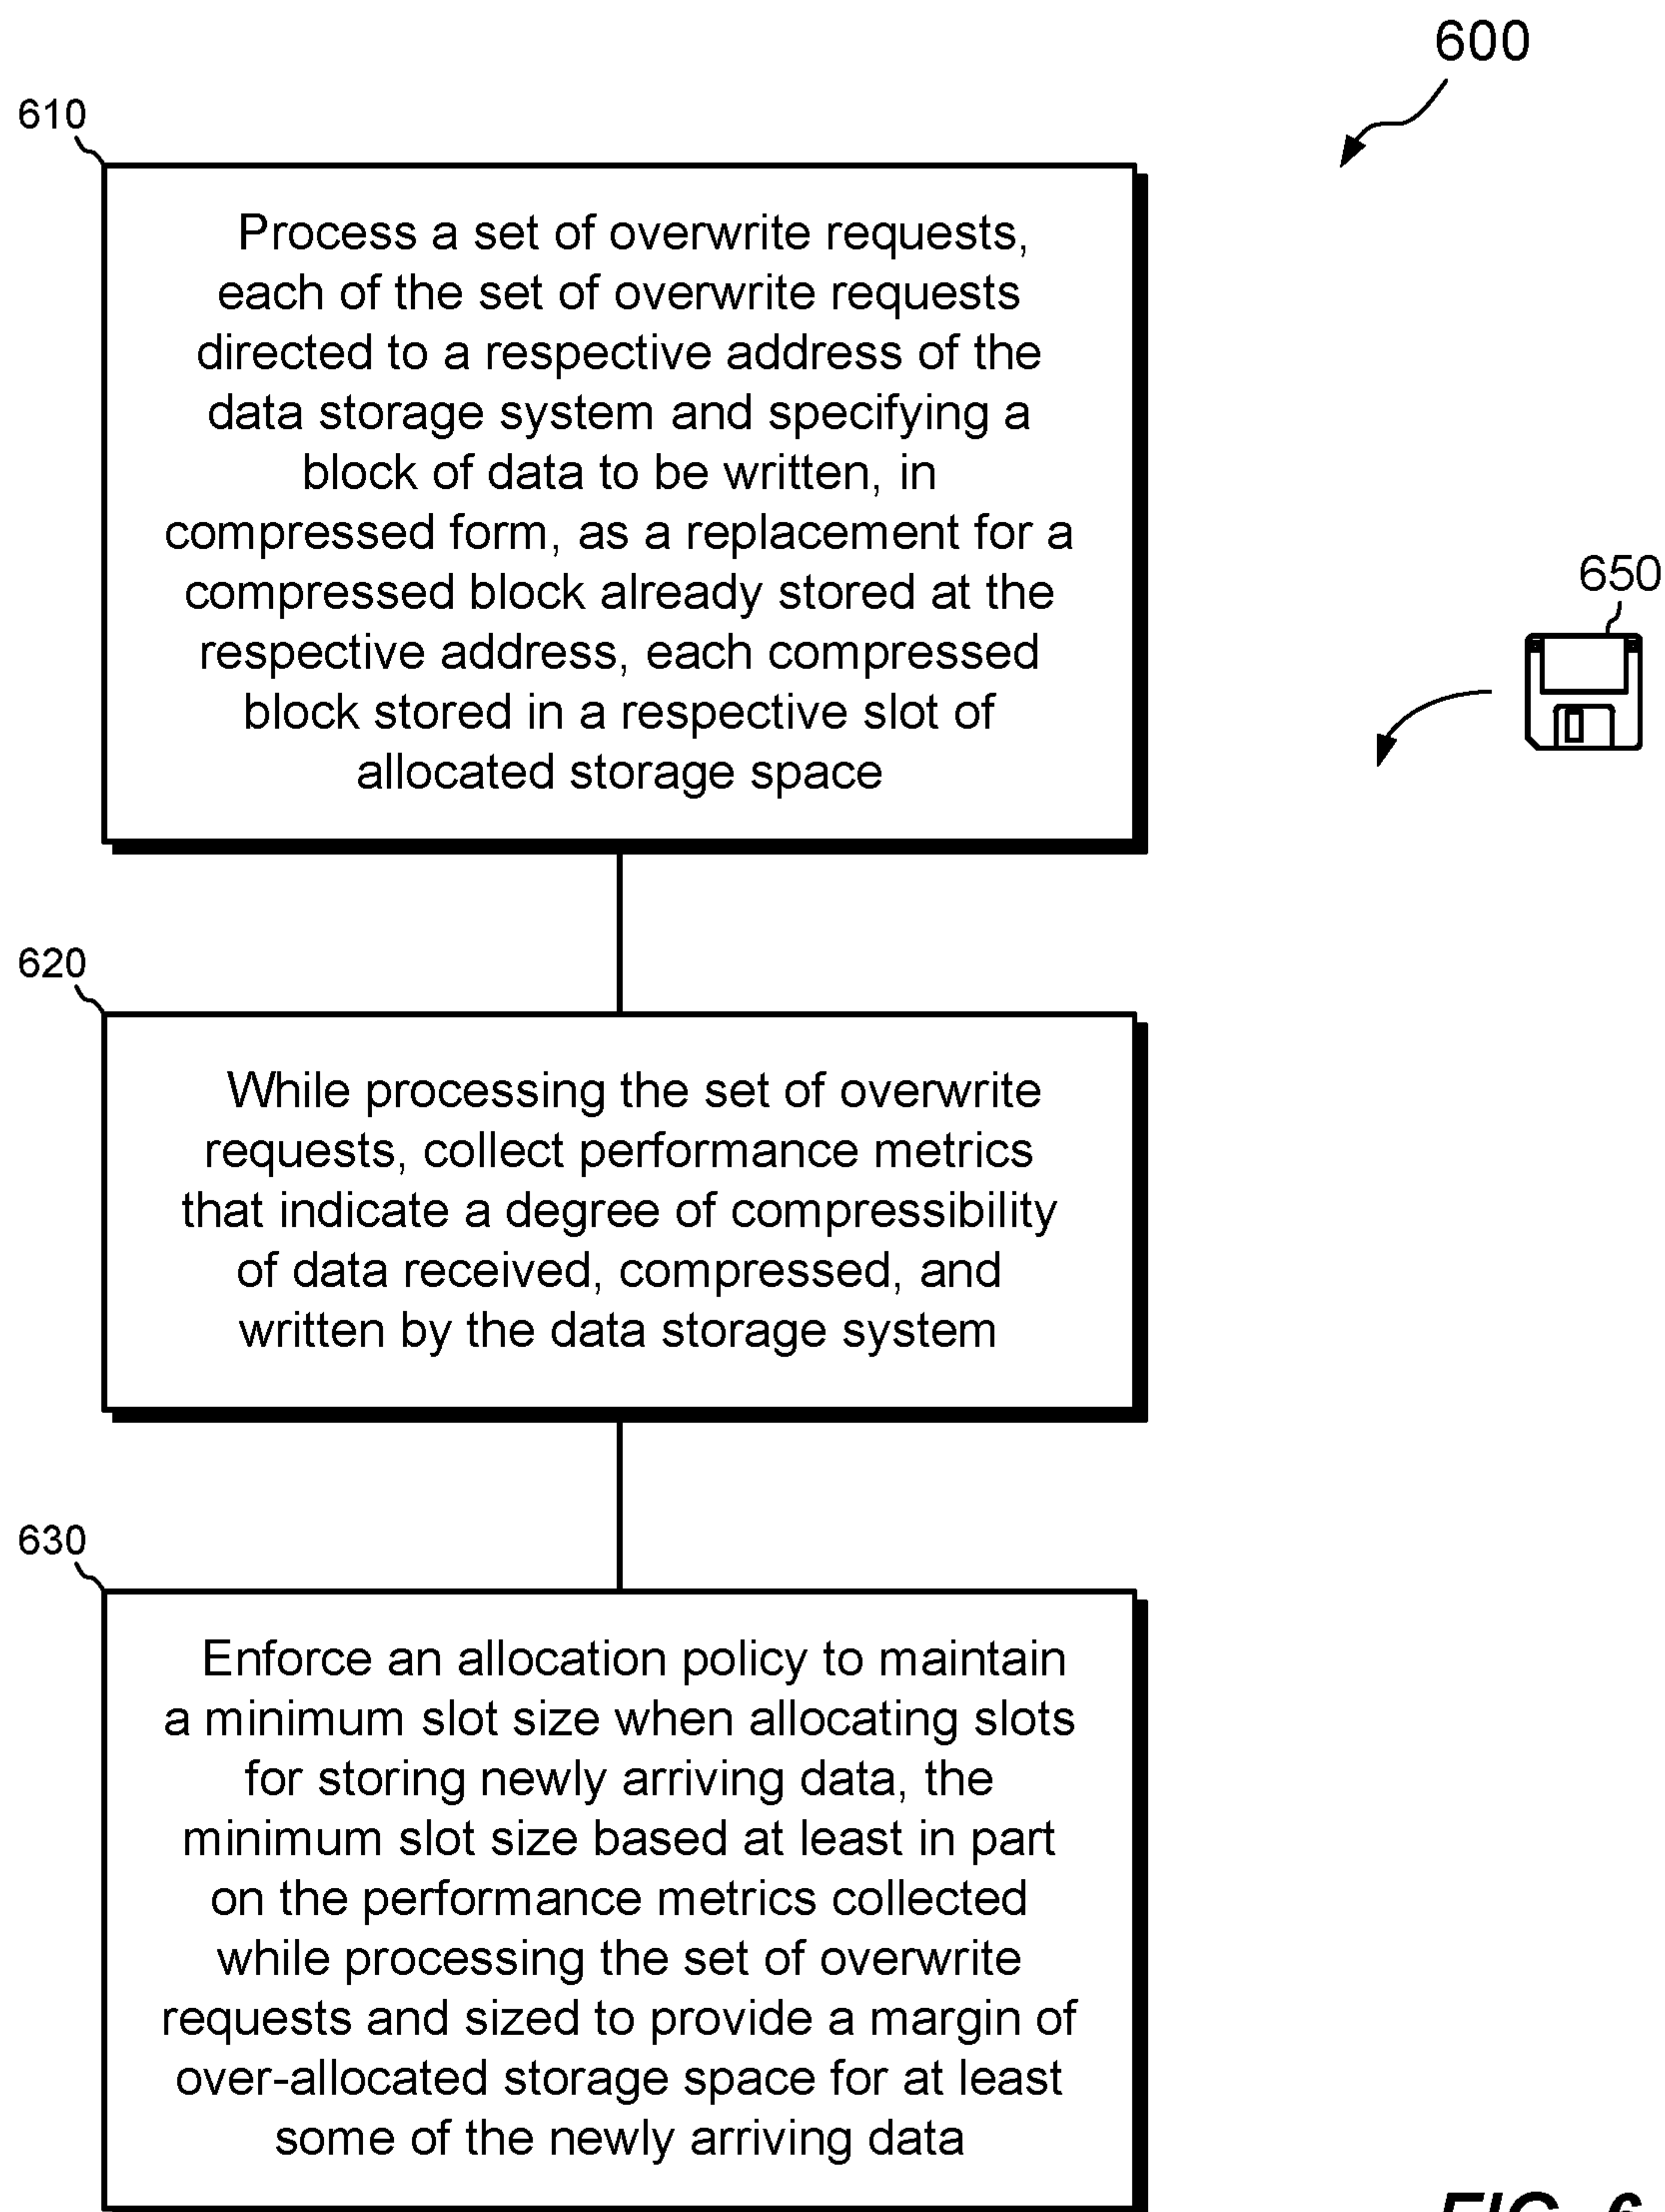 600
610
Process a set of overwrite requests,
each of the set of overwrite requests
directed to a respective address of the
data storage system and specifying a
block of data to be written, in
compressed form, as a replacement for a
compressed block already stored at the
respective address, each compressed
block stored in a respective slot of
allocated storage space
650
620
While processing the set of overwrite
requests, collect performance metrics
that indicate a degree of compressibility
of data received, compressed, and
written by the data storage system
630
Enforce an allocation policy to maintain
a minimum slot size when allocating slots
for storing newly arriving data, the
minimum slot size based at least in part
on the performance metrics collected
while processing the set of overwrite
requests and sized to provide a margin of
over-allocated storage space for at least
some of the newly arriving data
FIG. 6